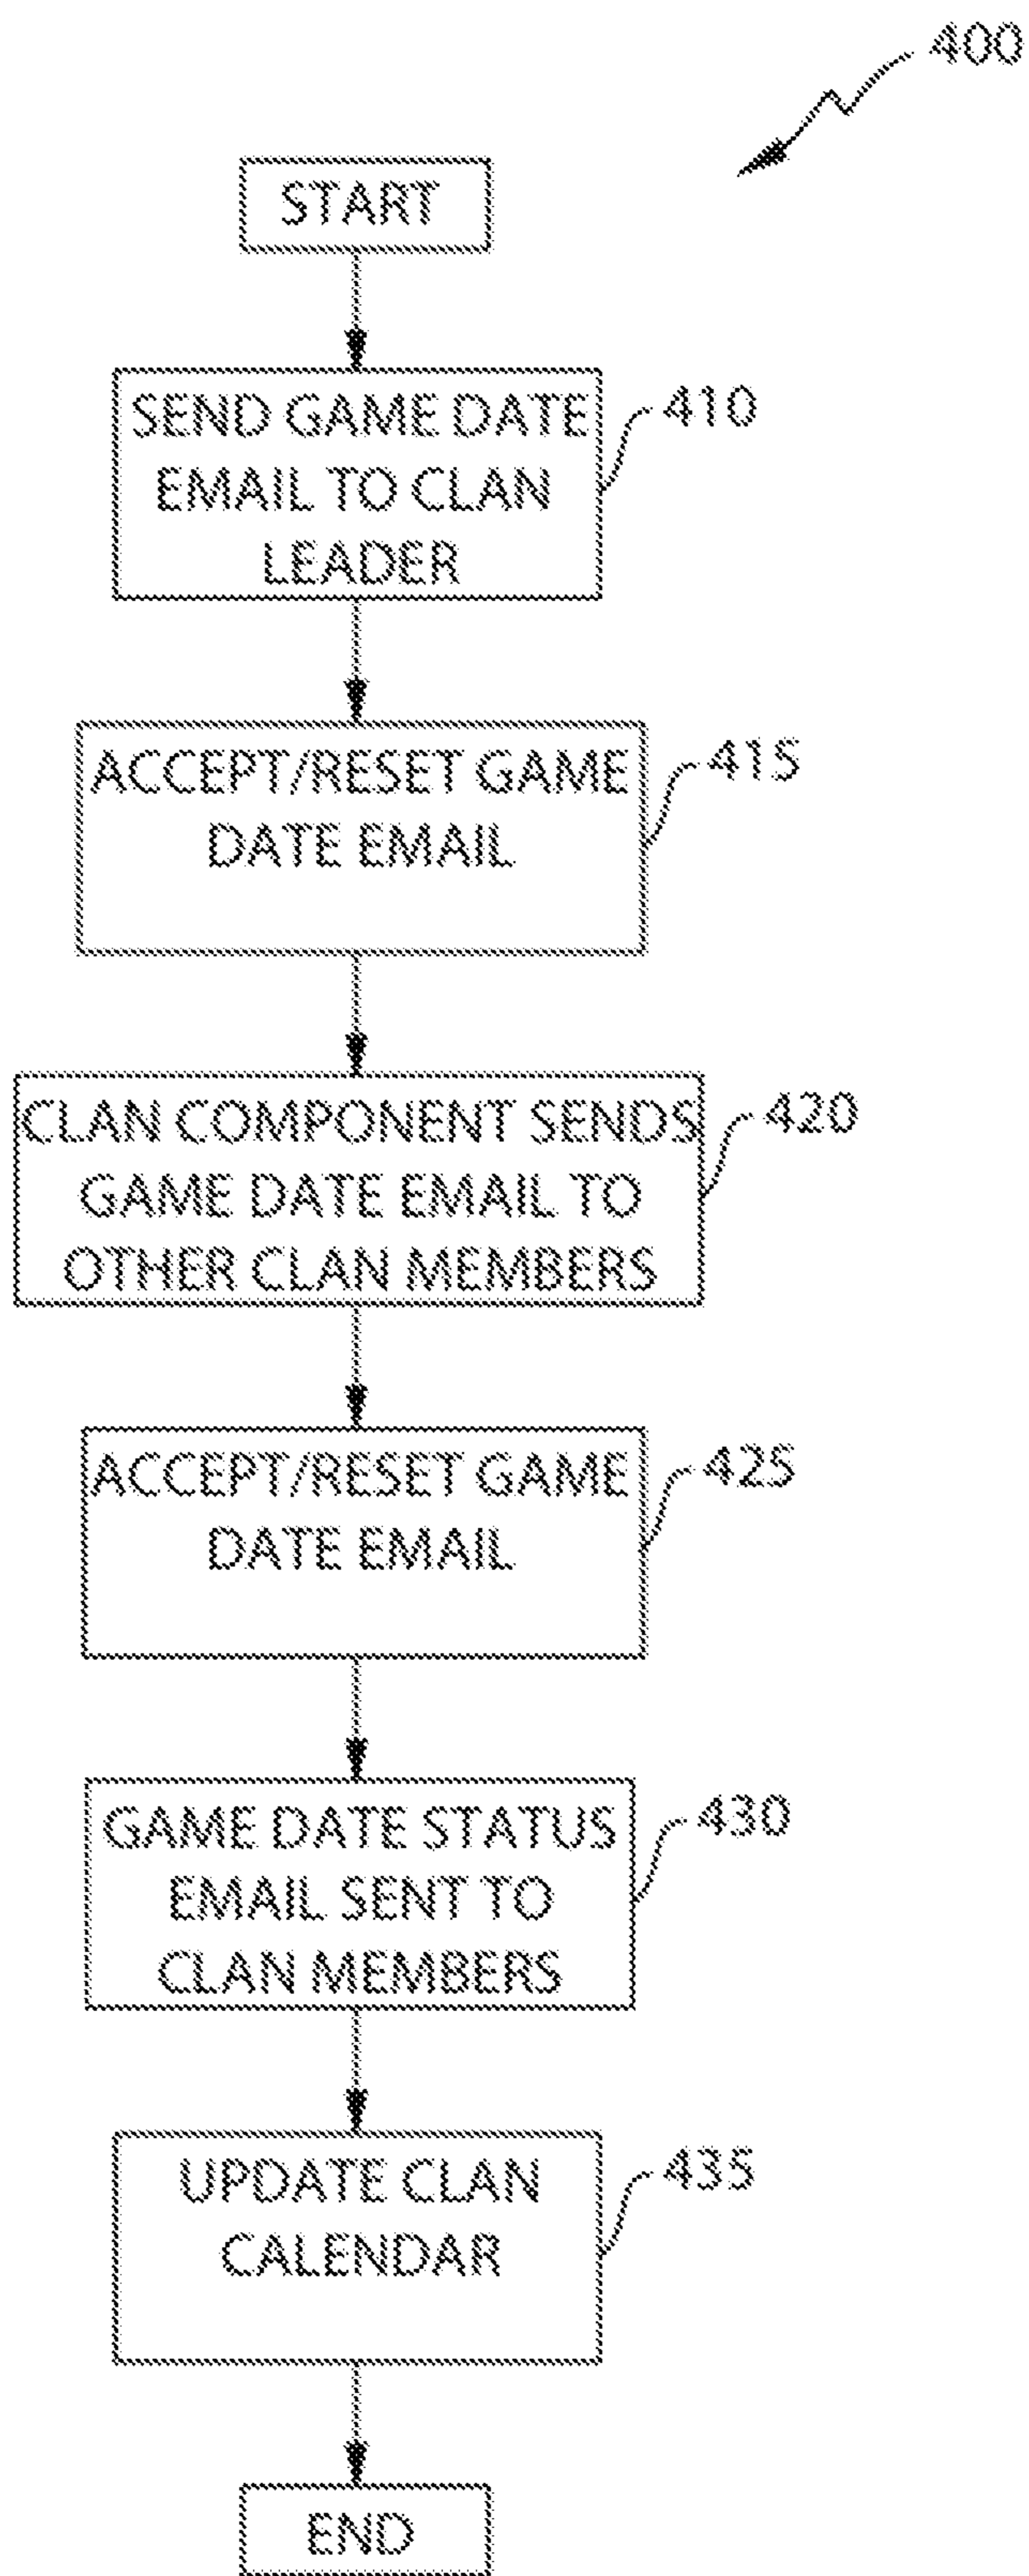 400
START
SEND GAME DATE
EMAIL TO CLAN
LEADER
410
ACCEPT/RESET GAME
DATE EMAIL
415
CLAN COMPONENT SENDS
GAME DATE EMAIL TO
OTHER CLAN MEMBERS
420
ACCEPT/RESET GAME
DATE EMAIL
425
GAME DATE STATUS
EMAIL SENT TO
CLAN MEMBERS
430
UPDATE CLAN
CALENDAR
435
END